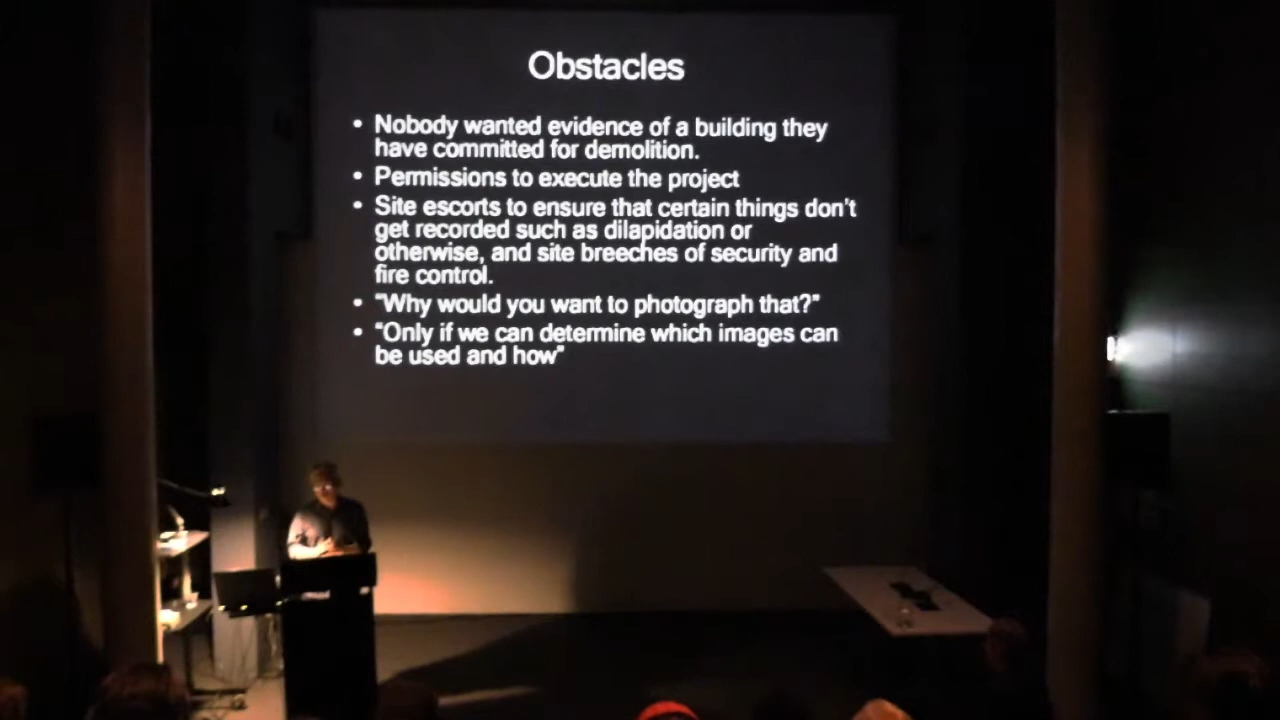 Obstacles
• Nobody wanted evidence of a building they
have committed for demolition.
• Permissions to execute the project
• Site escorts to ensure that certain things don't
get recorded such as dilapidation or
otherwise, and site breeches of security and
fire control.
• "Why would you want to photograph that?"
• "Only if we can determine which images can
be used and how"